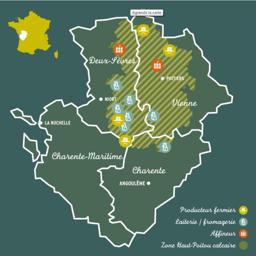 Agrandir la carte
Deux-Sèvres
POITIERS
NIORT
Vienne
LA ROCHELLE
Charente-Maritime
Charente
ANGOULÊME
Producteur fermier
Laiterie / fromagerie
Affineur
Zone Haut-Poitou calcaire